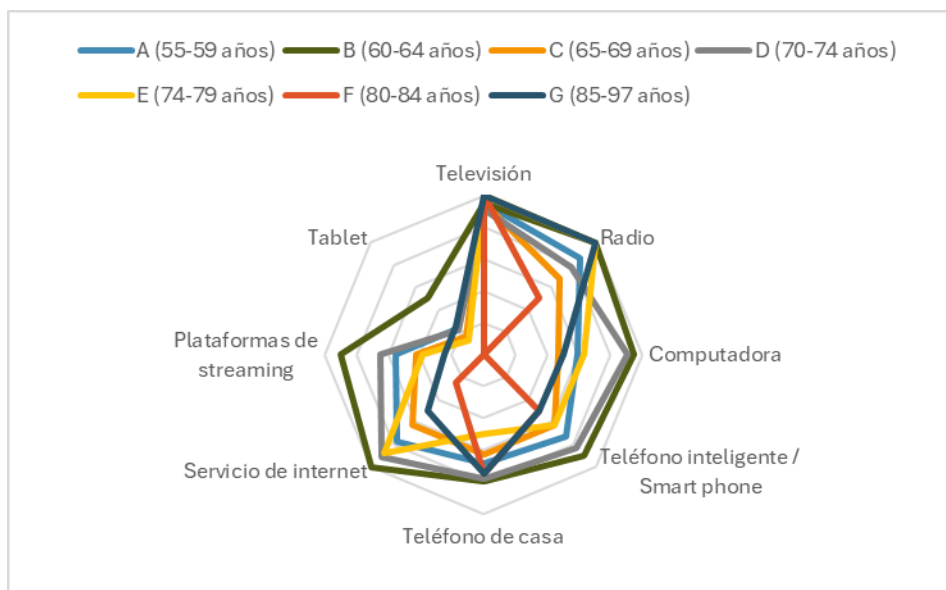 A (55-59 años) B (60-64 años) C (65-69 años) D (70-74 años)
E (74-79 años) F (80-84 años) G (85-97 años)
Televisión
Tablet
Radio
Plataformas de
streaming
Computadora
Servicio de internet
Teléfono inteligente /
Smart phone
Teléfono de casa